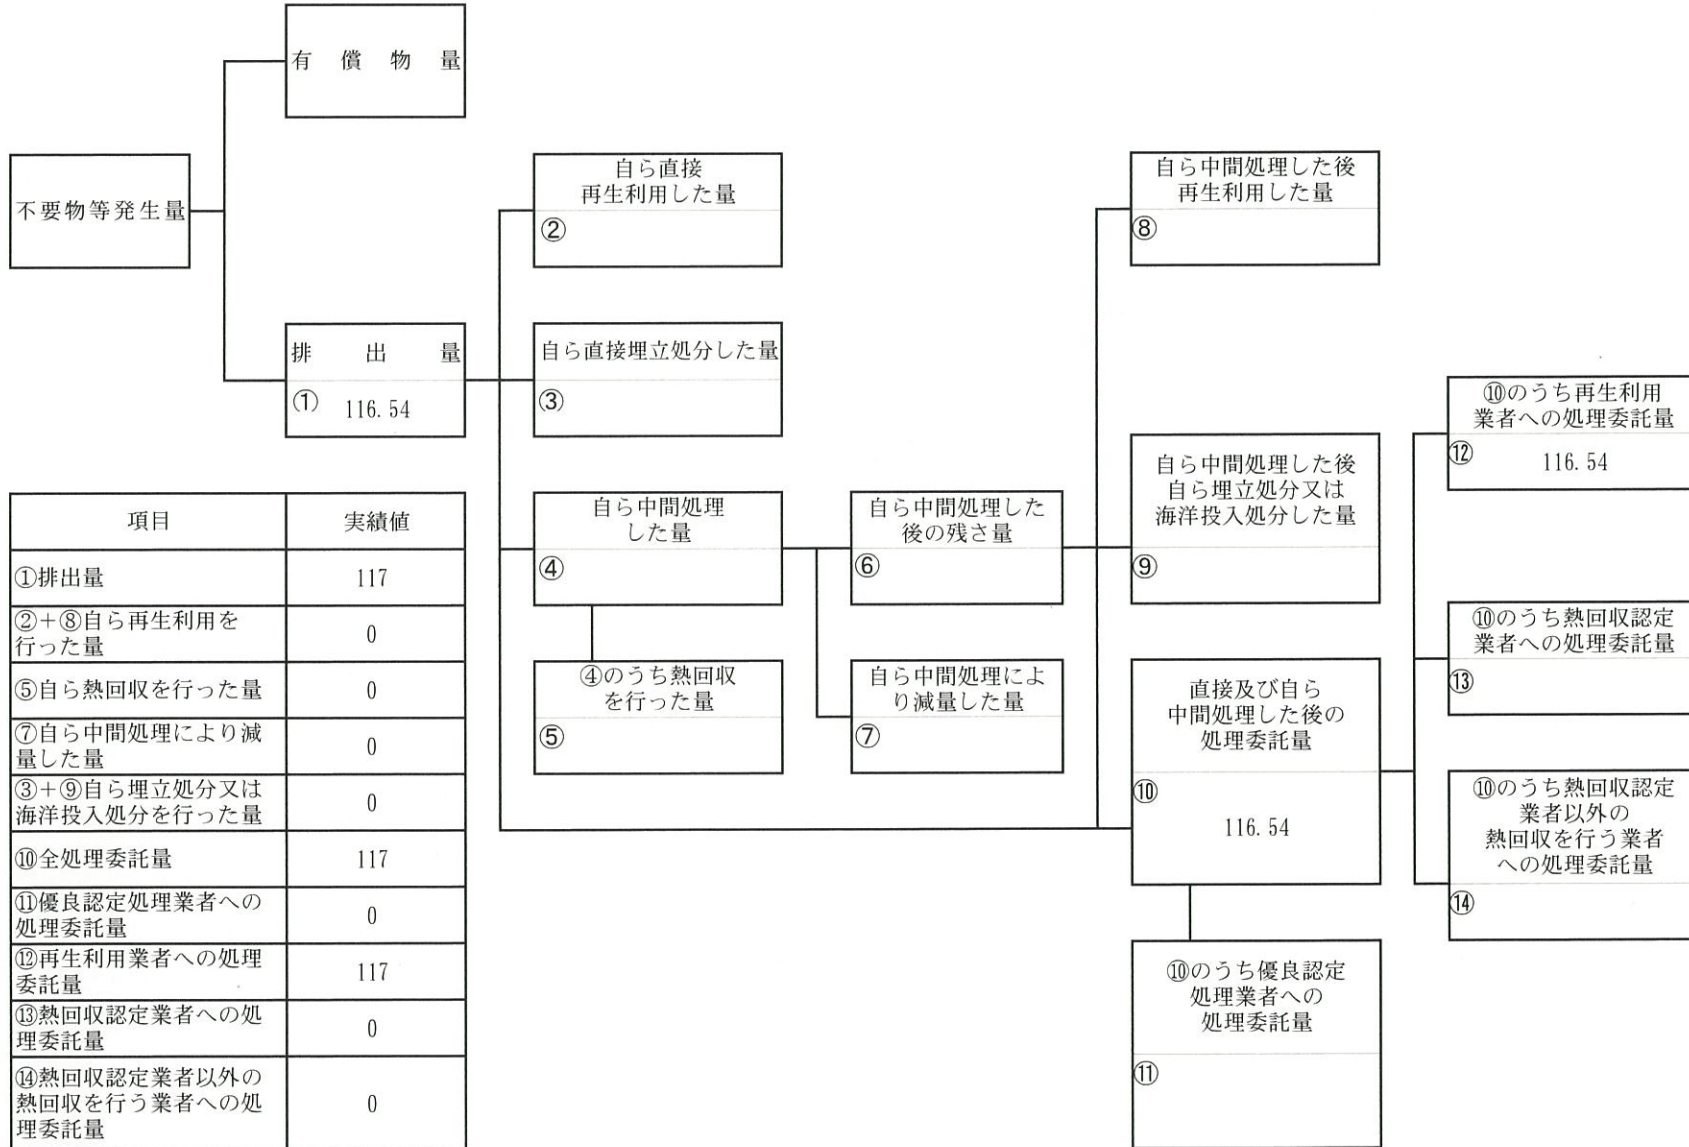 有償物量
不要物等発生量
排出量
① 116.54
自ら直接
再生利用した量
②
自ら直接埋立処分した量
③
自ら中間処理
した量
④
④のうち熱回収
を行った量
⑤
自ら中間処理した
後の残さ量
⑥
自ら中間処理によ
り減量した量
⑦
自ら中間処理した後
再生利用した量
⑧
自ら中間処理した後
自ら埋立処分又は
海洋投入処分した量
⑨
直接及び自ら
中間処理した後の
処理委託量
⑩
116.54
⑩のうち優良認定
処理業者への
処理委託量
⑪
⑩のうち再生利用
業者への処理委託量
⑫ 116.54
⑩のうち熱回収認定
業者への処理委託量
⑬
⑩のうち熱回収認定
業者以外の
熱回収を行う業者
への処理委託量
⑭
項目 実績値
①排出量 117
②+⑧自ら再生利用を
行った量 0
⑤自ら熱回収を行った量 0
⑦自ら中間処理により減
量した量 0
③+⑨自ら埋立処分又は
海洋投入処分を行った量 0
⑩全処理委託量 117
⑪優良認定処理業者への
処理委託量 0
⑫再生利用業者への処理
委託量 117
⑬熱回収認定業者への処
理委託量 0
⑭熱回収認定業者以外の
熱回収を行う業者への処
理委託量 0